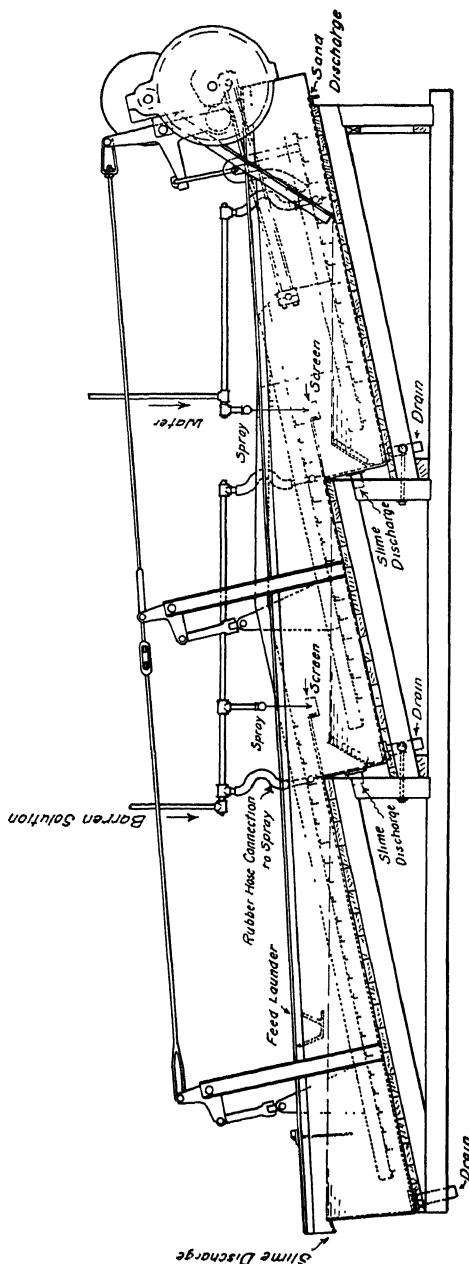 Sand
Discharge
Water
Spray
Screen
Drain
Slime
Discharge
Spray
Screen
Drain
Slime
Discharge
Barren Solution
Rubber Hose Connection
to Spray
Feed Launder
Drain
Slime Discharge